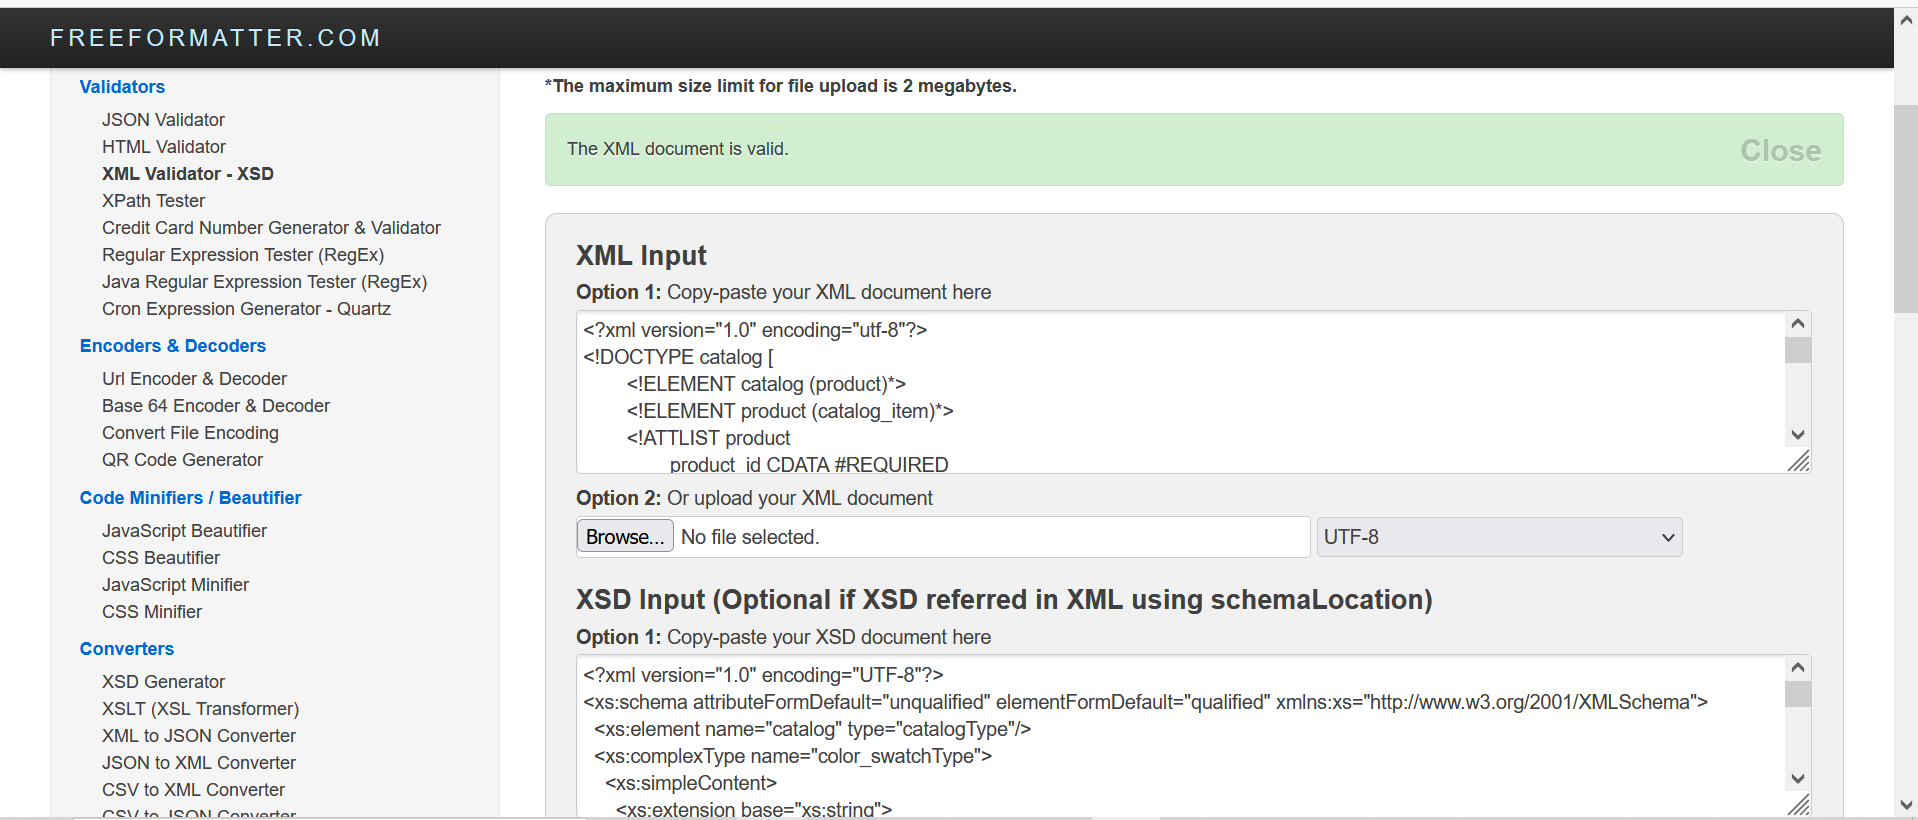 FREEFORMATTER.COM
Validators
JSON Validator
HTML Validator
XML Validator - XSD
XPath Tester
Credit Card Number Generator & Validator
Regular Expression Tester (RegEx)
Java Regular Expression Tester (RegEx)
Cron Expression Generator - Quartz
Encoders & Decoders
Url Encoder & Decoder
Base 64 Encoder & Decoder
Convert File Encoding
QR Code Generator
Code Minifiers / Beautifier
JavaScript Beautifier
CSS Beautifier
JavaScript Minifier
CSS Minifier
Converters
XSD Generator
XSLT (XSL Transformer)
XML to JSON Converter
JSON to XML Converter
CSV to XML Converter
CSV to JSON Converter
*The maximum size limit for file upload is 2 megabytes.
The XML document is valid.
Close
XML Input
Option 1: Copy-paste your XML document here
<?xml version="1.0" encoding="utf-8"?>
<!DOCTYPE catalog [
<!ELEMENT catalog (product)*>
<!ELEMENT product (catalog_item)*>
<!ATTLIST product
product_id CDATA #REQUIRED
Option 2: Or upload your XML document
Browse... No file selected.
UTF-8
XSD Input (Optional if XSD referred in XML using schemaLocation)
Option 1: Copy-paste your XSD document here
<?xml version="1.0" encoding="UTF-8"?>
<xs:schema attributeFormDefault="unqualified" elementFormDefault="qualified" xmlns:xs="http://www.w3.org/2001/XMLSchema">
<xs:element name="catalog" type="catalogType"/>
<xs:complexType name="color_swatchType">
<xs:simpleContent>
<xs:extension base="xs:string">